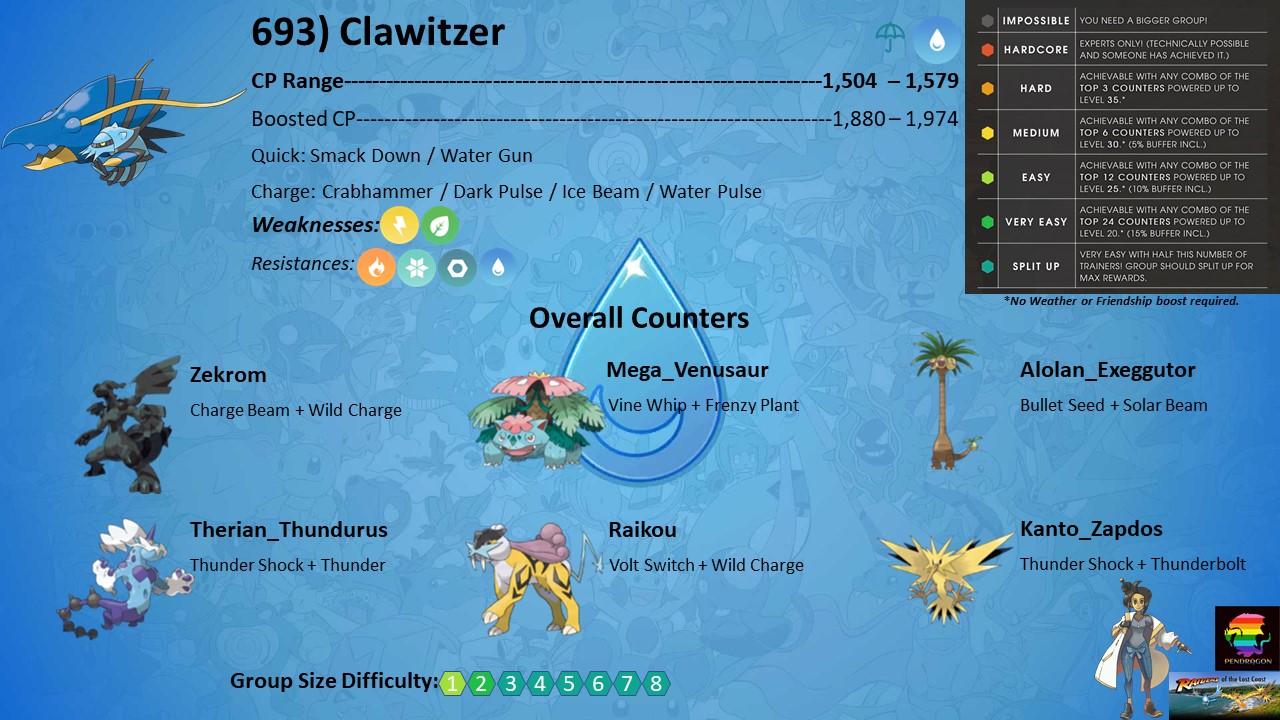 693) Clawitzer
CP Range--------------------------------------------------------------------1,504 – 1,579
Boosted CP--------------------------------------------------------------------1,880 – 1,974
Quick: Smack Down / Water Gun
Charge: Crabhammer / Dark Pulse / Ice Beam / Water Pulse
Weaknesses:
Resistances:
IMPOSSIBLE YOU NEED A BIGGER GROUP!
HARDCORE EXPERTS ONLY! (TECHNICALLY POSSIBLE
AND SOMEONE HAS ACHIEVED IT.)
HARD ACHIEVABLE WITH ANY COMBO OF THE
TOP 3 COUNTERS POWERED UP TO
LEVEL 35.*
MEDIUM ACHIEVABLE WITH ANY COMBO OF THE
TOP 6 COUNTERS POWERED UP TO
LEVEL 30.* (5% BUFFER INCL.)
EASY ACHIEVABLE WITH ANY COMBO OF THE
TOP 12 COUNTERS POWERED UP TO
LEVEL 25.* (10% BUFFER INCL.)
VERY EASY ACHIEVABLE WITH ANY COMBO OF THE
TOP 24 COUNTERS POWERED UP TO
LEVEL 20.* (15% BUFFER INCL.)
SPLIT UP VERY EASY WITH HALF THIS NUMBER OF
TRAINERS! GROUP SHOULD SPLIT UP FOR
MAX REWARDS.
*No Weather or Friendship boost required.
Overall Counters
Zekrom
Charge Beam + Wild Charge
Mega_Venusaur
Vine Whip + Frenzy Plant
Alolan_Exeggutor
Bullet Seed + Solar Beam
Therian_Thundurus
Thunder Shock + Thunder
Raikou
Volt Switch + Wild Charge
Kanto_Zapdos
Thunder Shock + Thunderbolt
Group Size Difficulty: 1 2 3 4 5 6 7 8
PENDRAGON
RAIDERS of the Lost Coast